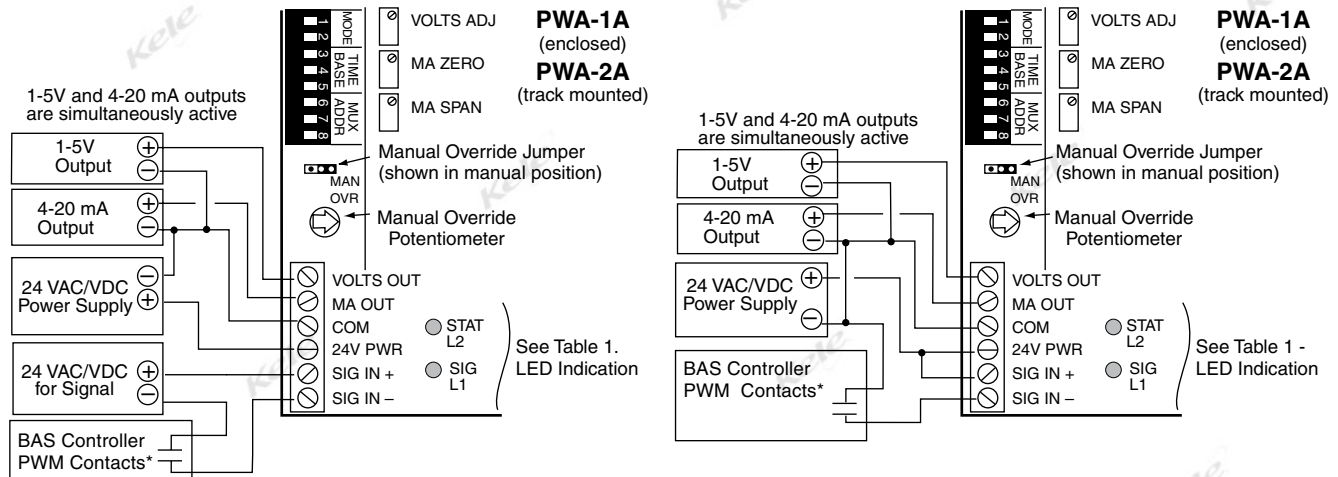 1
2
3
4
5
6
7
8
MODE
TIME
BASE
MUX
ADDR
VOLTS ADJ
MA ZERO
MA SPAN
PWA-1A
(enclosed)
PWA-2A
(track mounted)
1-5V and 4-20 mA outputs
are simultaneously active
1-5V
Output
+
−
4-20 mA
Output
+
−
24 VAC/VDC
Power Supply
−
+
24 VAC/VDC
for Signal
+
−
BAS Controller
PWM Contacts*
Manual Override Jumper
(shown in manual position)
MAN
OVR
Manual Override
Potentiometer
VOLTS OUT
MA OUT
COM
24V PWR
SIG IN +
SIG IN –
STAT
L2
SIG
L1
See Table 1.
LED Indication
1
2
3
4
5
6
7
8
MODE
TIME
BASE
MUX
ADDR
VOLTS ADJ
MA ZERO
MA SPAN
PWA-1A
(enclosed)
PWA-2A
(track mounted)
1-5V and 4-20 mA outputs
are simultaneously active
1-5V
Output
+
−
4-20 mA
Output
+
−
24 VAC/VDC
Power Supply
+
−
BAS Controller
PWM Contacts*
Manual Override Jumper
(shown in manual position)
MAN
OVR
Manual Override
Potentiometer
VOLTS OUT
MA OUT
COM
24V PWR
SIG IN +
SIG IN –
STAT
L2
SIG
L1
See Table 1 -
LED Indication
Kele
Kele
Kele
Kele
Kele
Kele
Kele